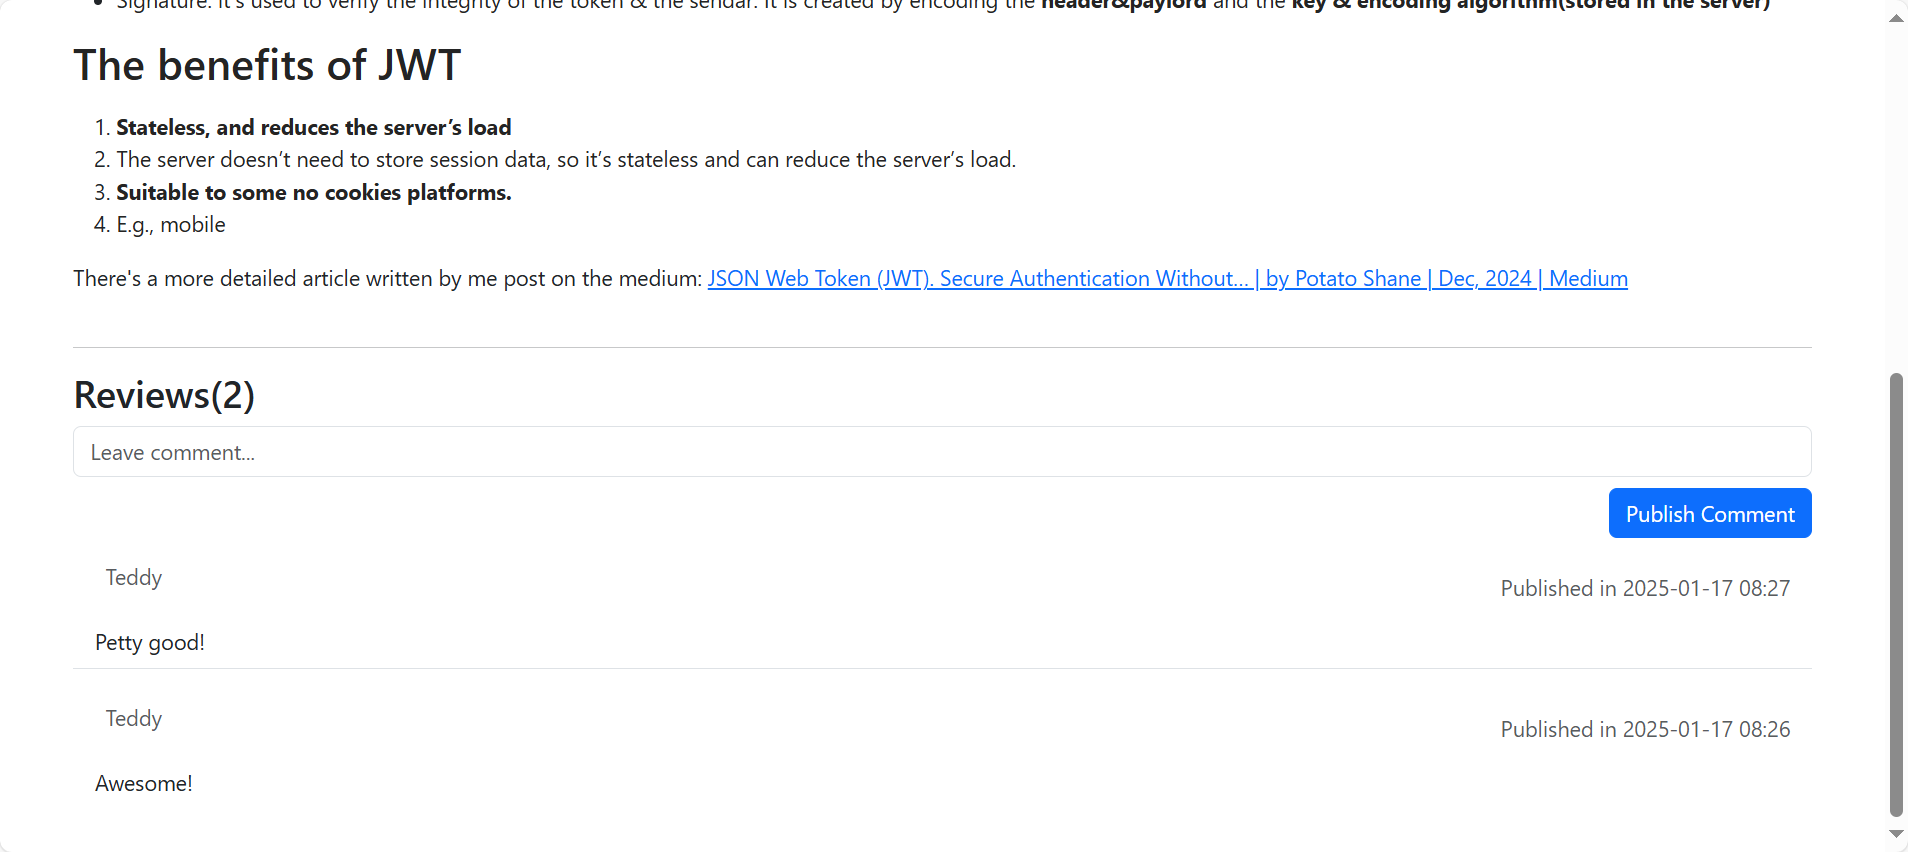 Signature: It's used to verify the integrity of the token & the sendar. It is created by encoding the header&paylord and the key & encoding algorithm(stored in the server)
The benefits of JWT
1. Stateless, and reduces the server’s load
2. The server doesn’t need to store session data, so it’s stateless and can reduce the server’s load.
3. Suitable to some no cookies platforms.
4. E.g., mobile
There's a more detailed article written by me post on the medium: JSON Web Token (JWT). Secure Authentication Without… | by Potato Shane | Dec, 2024 | Medium
Reviews(2)
Leave comment...
Publish Comment
Teddy
Published in 2025-01-17 08:27
Petty good!
Teddy
Published in 2025-01-17 08:26
Awesome!